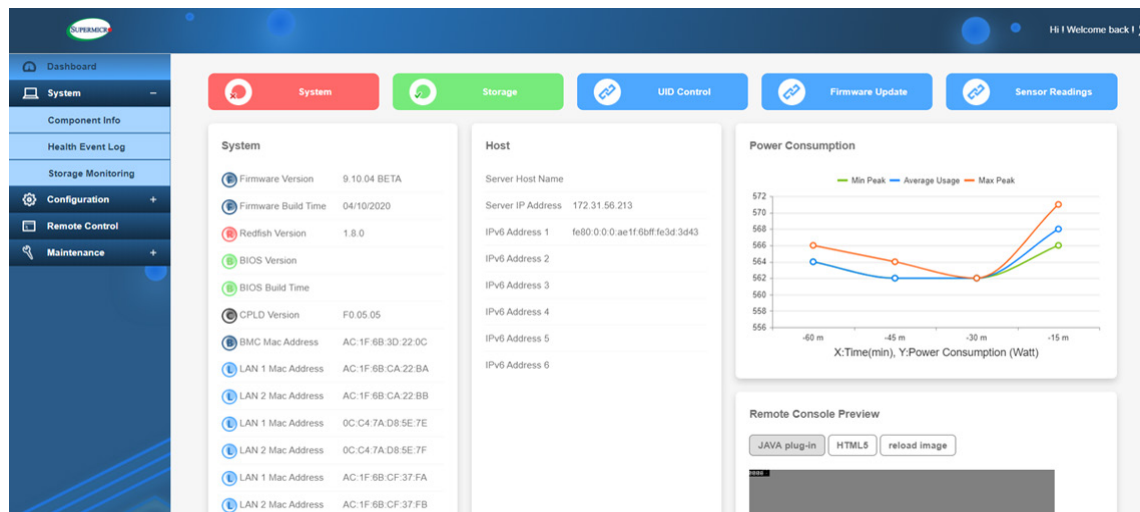 SUPERMICR
Hi ! Welcome back !
Dashboard
System
Component Info
Health Event Log
Storage Monitoring
Configuration
Remote Control
Maintenance
System
Storage
UID Control
Firmware Update
Sensor Readings
System
Firmware Version 9.10.04 BETA
Firmware Build Time 04/10/2020
Redfish Version 1.8.0
BIOS Version
BIOS Build Time
CPLD Version F0.05.05
BMC Mac Address AC:1F:6B:3D:22:0C
LAN 1 Mac Address AC:1F:6B:CA:22:BA
LAN 2 Mac Address AC:1F:6B:CA:22:BB
LAN 1 Mac Address 0C:C4:7A:D8:5E:7E
LAN 2 Mac Address 0C:C4:7A:D8:5E:7F
LAN 1 Mac Address AC:1F:6B:CF:37:FA
LAN 2 Mac Address AC:1F:6B:CF:37:FB
Host
Server Host Name
Server IP Address 172.31.56.213
IPv6 Address 1 fe80:0:0:0:ae1f:6bff:fe3d:3d43
IPv6 Address 2
IPv6 Address 3
IPv6 Address 4
IPv6 Address 5
IPv6 Address 6
Power Consumption
Min Peak Average Usage Max Peak
572
570
568
566
564
562
560
558
556
-60 m -45 m -30 m -15 m
X:Time(min), Y:Power Consumption (Watt)
Remote Console Preview
JAVA plug-in HTML5 reload image